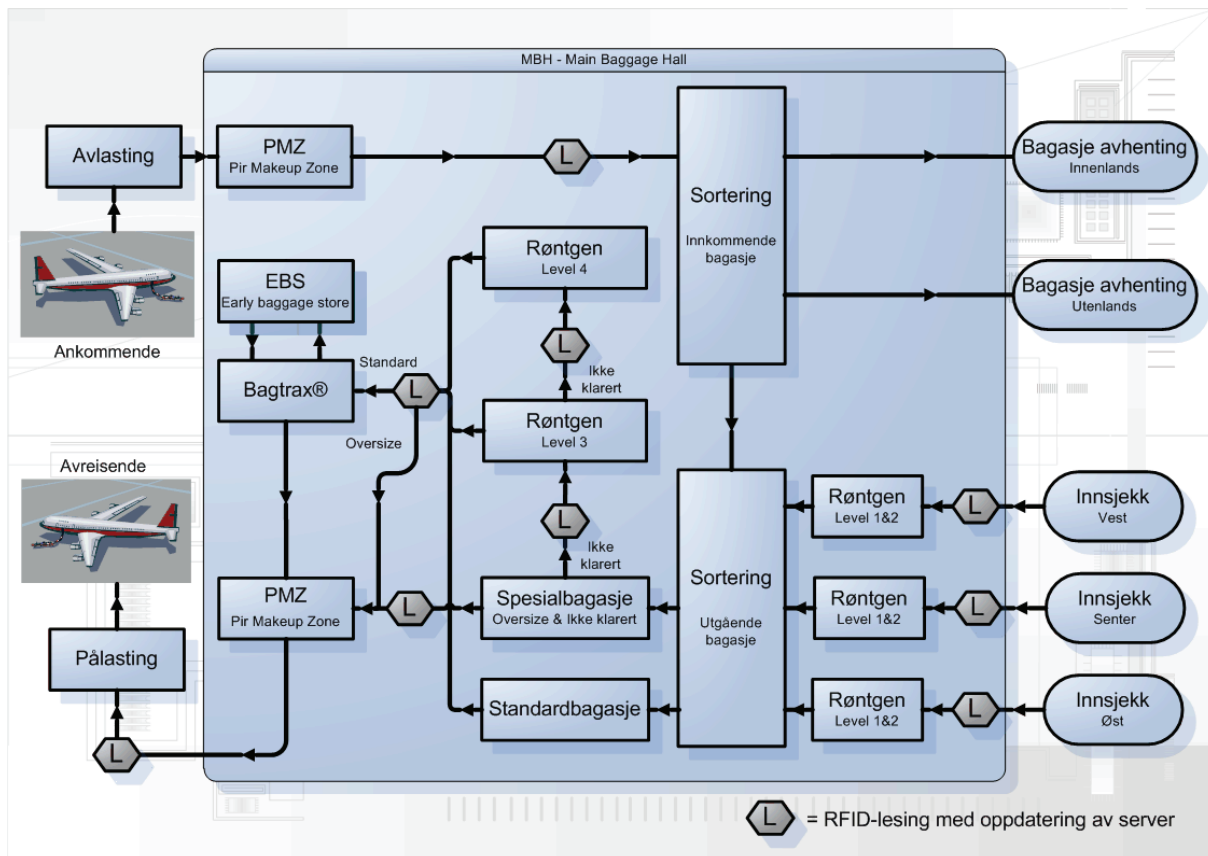 MBH - Main Baggage Hall
Avlasting
PMZ
Pir Makeup Zone
L
Sortering
Innkommende
bagasje
Bagasje avhenting
Innenlands
Bagasje avhenting
Utenlands
Ankommende
EBS
Early baggage store
Røntgen
Level 4
L
Ikke
klarert
Standard
Bagtrax®
L
Oversize
Røntgen
Level 3
L
Ikke
klarert
Avreisende
Sortering
Utgående
bagasje
Røntgen
Level 1&2
L
Innsjekk
Vest
PMZ
Pir Makeup Zone
L
Spesialbagasje
Oversize & Ikke klarert
Røntgen
Level 1&2
L
Innsjekk
Senter
Pålasting
Standardbagasje
Røntgen
Level 1&2
L
Innsjekk
Øst
L
L = RFID-lesing med oppdatering av server